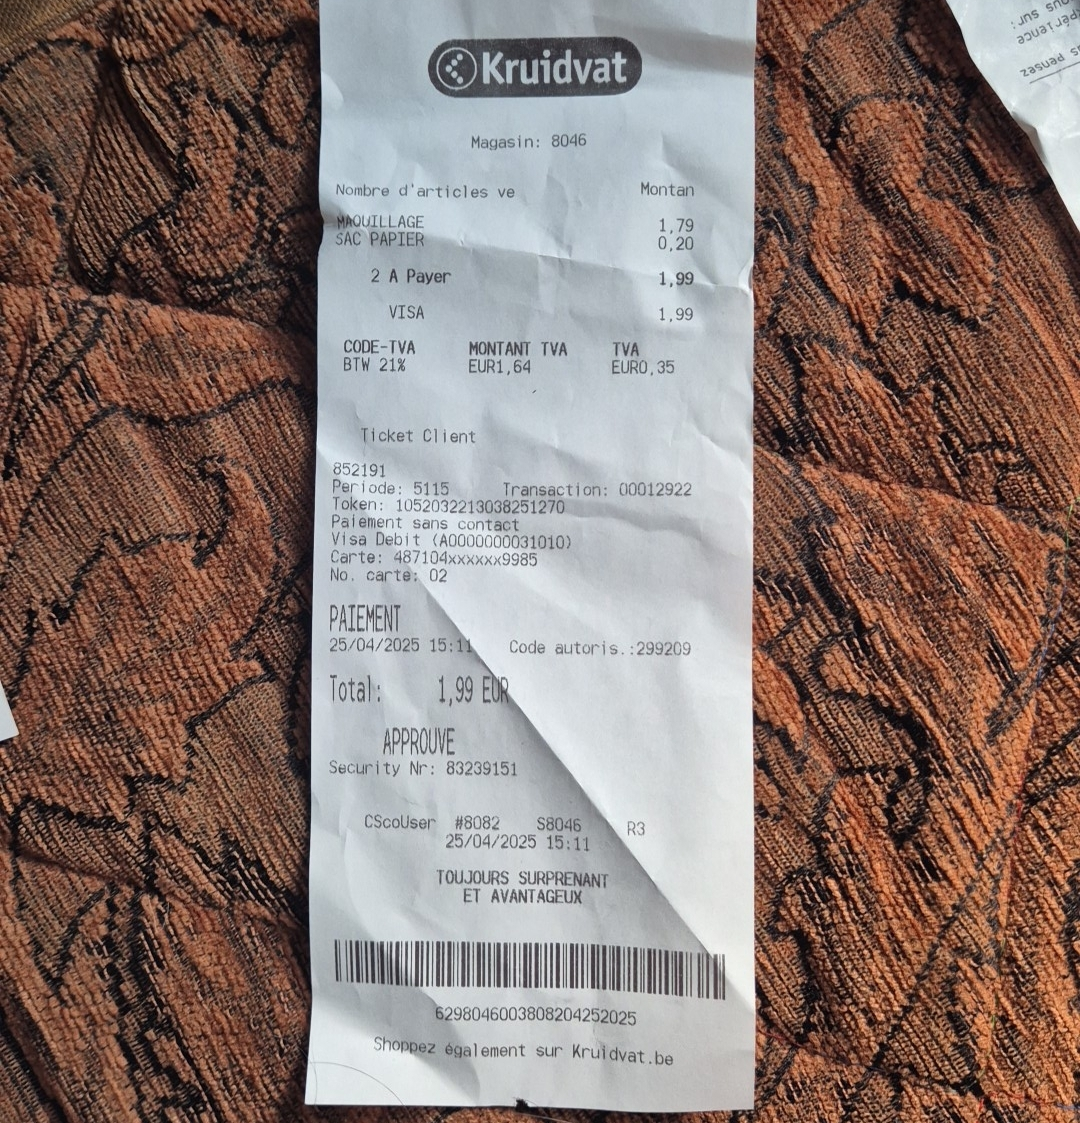 Kruidvat
Magasin: 8046
Nombre d'articles ve Montan
MAQUILLAGE 1,79
SAC PAPIER 0,20
2 A Payer 1,99
VISA 1,99
CODE-TVA MONTANT TVA TVA
BTW 21% EUR1,64 EUR0,35
Ticket Client
852191
Periode: 5115 Transaction: 00012922
Token: 1052032213038251270
Paiement sans contact
Visa Debit (A0000000031010)
Carte: 487104xxxxxx9985
No. carte: 02
PAIEMENT
25/04/2025 15:11 Code autoris.:299209
Total: 1,99 EUR
APPROUVE
Security Nr: 83239151
CScoUser #8082 S8046 R3
25/04/2025 15:11
TOUJOURS SURPRENANT
ET AVANTAGEUX
6298046003808204252025
Shoppez également sur Kruidvat.be
Pensez
sur :